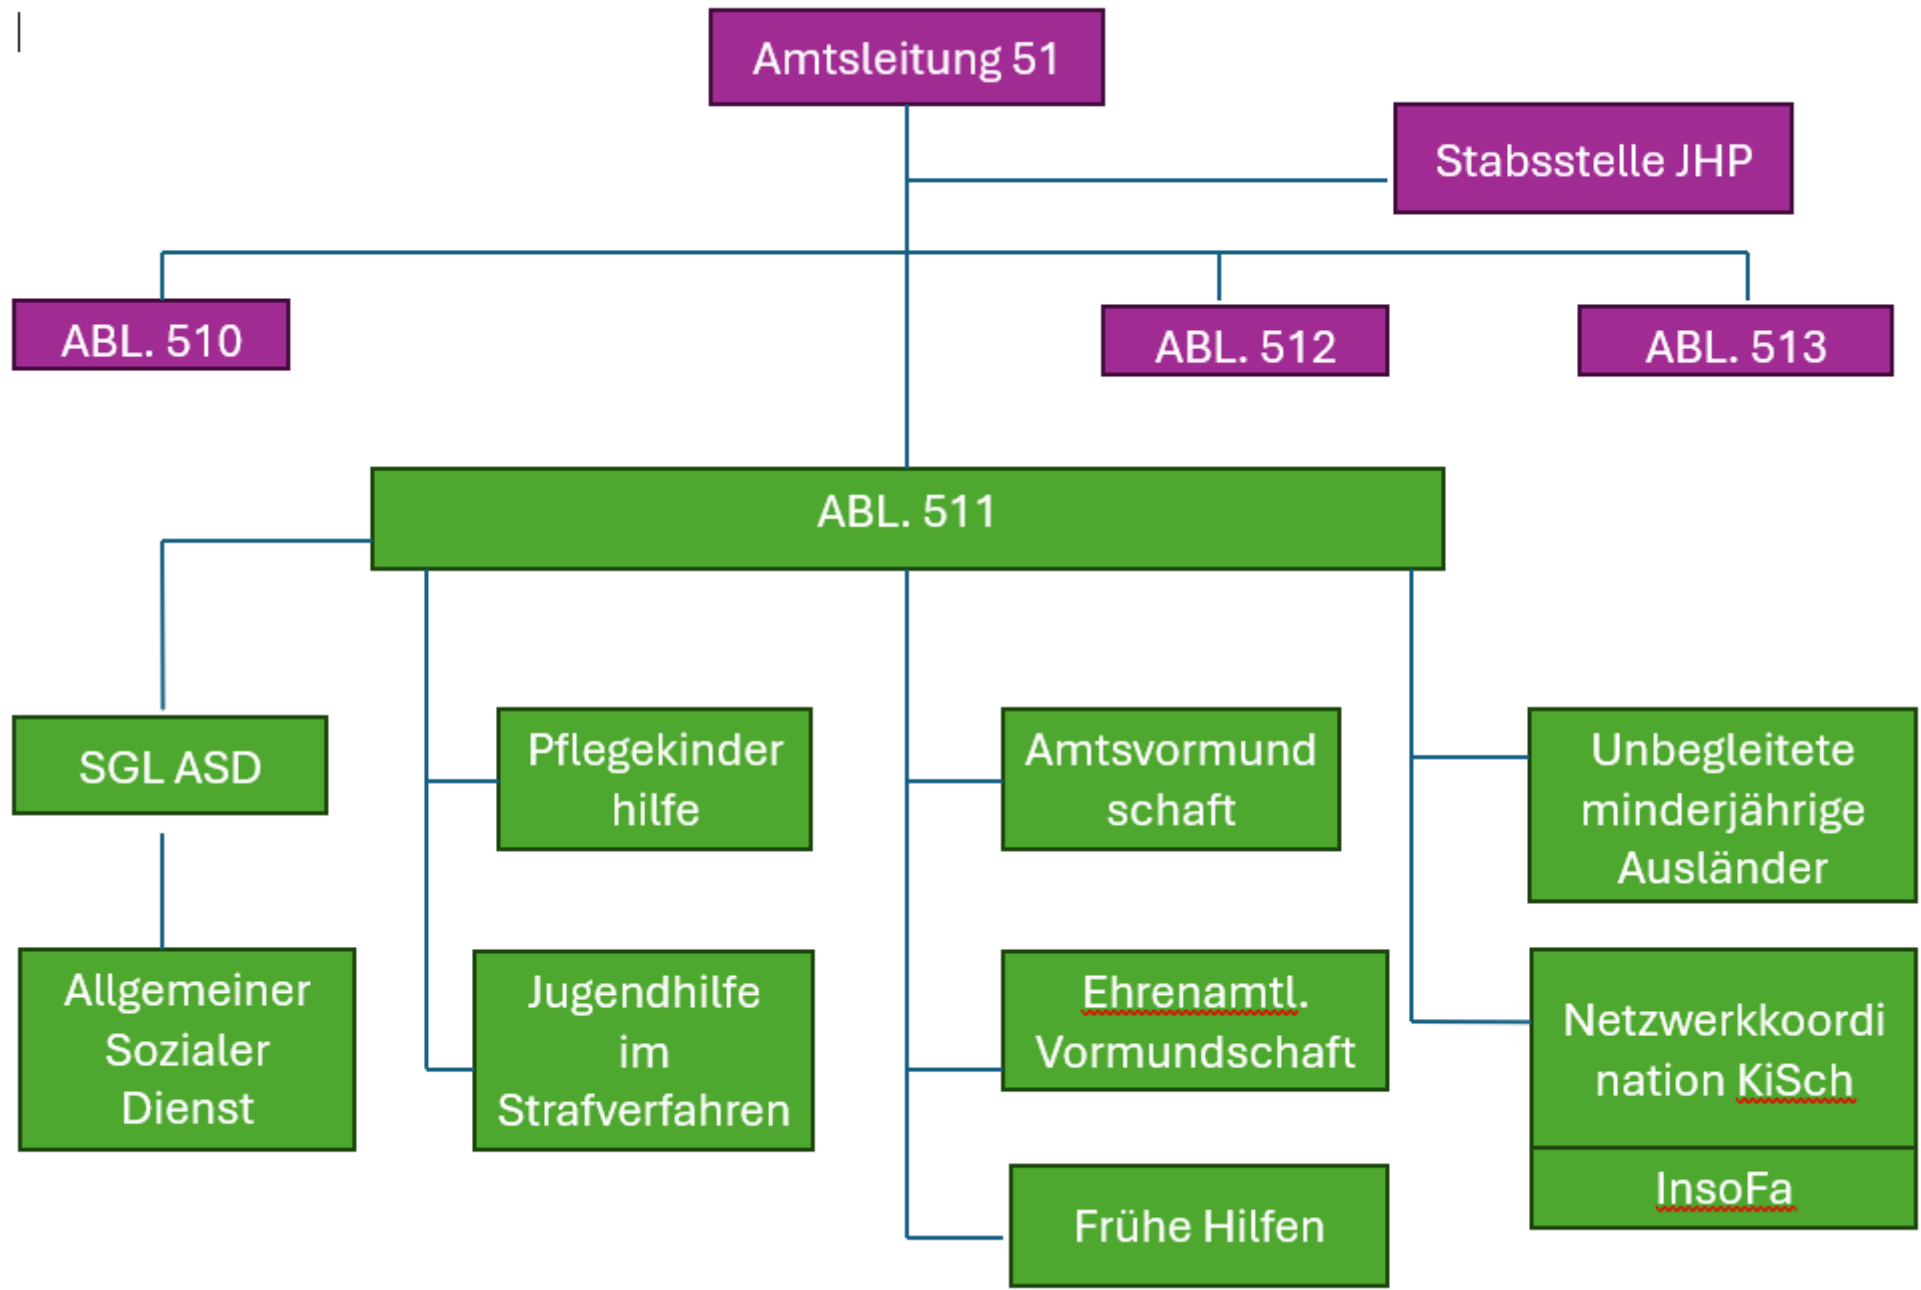 Amtsleitung 51
Stabsstelle JHP
ABL. 510
ABL. 512
ABL. 513
ABL. 511
SGL ASD
Pflegekinder
hilfe
Amtsvormund
schaft
Unbegleitete
minderjährige
Ausländer
Allgemeiner
Sozialer
Dienst
Jugendhilfe
im
Strafverfahren
Ehrenamtl.
Vormundschaft
Netzwerkkoordi
nation KiSch
InsoFa
Frühe Hilfen